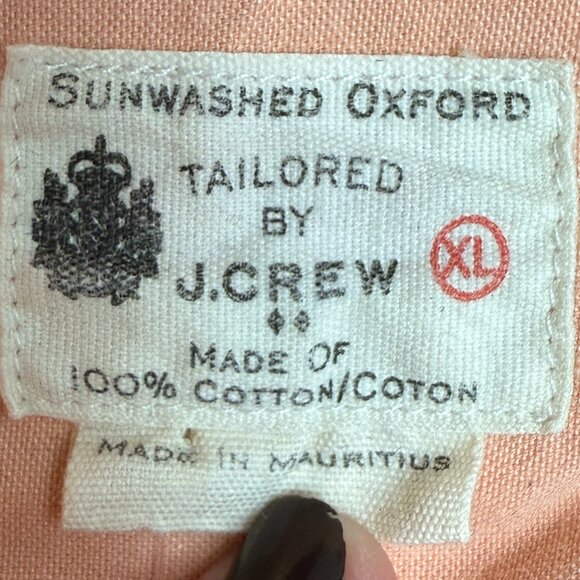 SUNWASHED OXFORD
TAILORED
BY
J.CREW
XL
MADE OF
100% COTTON/COTON
MADE IN MAURITIUS